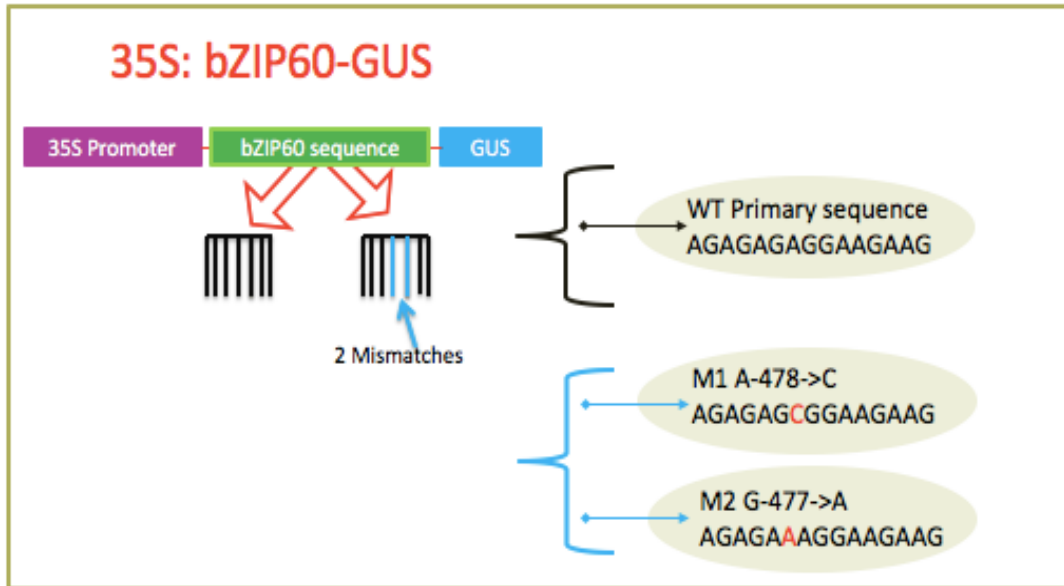 35S: bZIP60-GUS
35S Promoter
bZIP60 sequence
GUS
WT Primary sequence
AGAGAGAGGAAGAAG
2 Mismatches
M1 A-478->C
AGAGAGCGGAAGAAG
M2 G-477->A
AGAGAAAGGAAGAAG